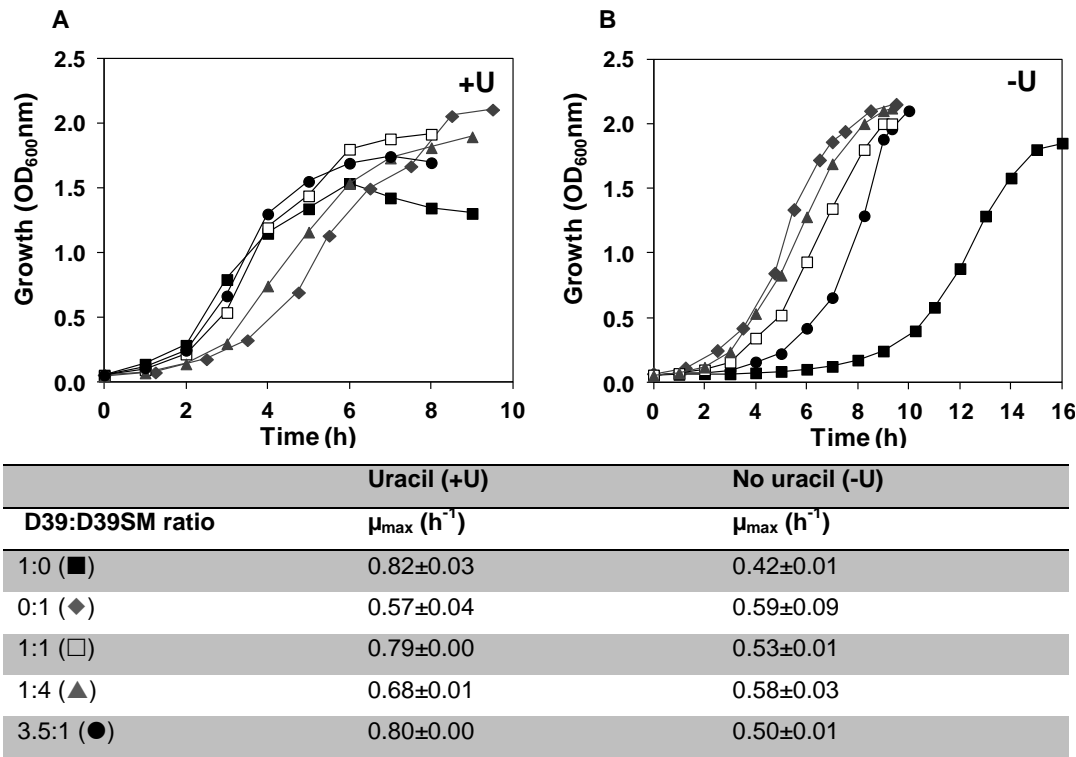 A
B
+U
-U
2.5
2.0
1.5
1.0
0.5
0.0
Growth (OD600nm)
0 2 4 6 8 10
Time (h)
2.5
2.0
1.5
1.0
0.5
0.0
Growth (OD600nm)
0 2 4 6 8 10 12 14 16
Time (h)
Uracil (+U) No uracil (-U)
D39:D39SM ratio µmax (h-1) µmax (h-1)
1:0 (■) 0.82±0.03 0.42±0.01
0:1 (◆) 0.57±0.04 0.59±0.09
1:1 (□) 0.79±0.00 0.53±0.01
1:4 (▲) 0.68±0.01 0.58±0.03
3.5:1 (●) 0.80±0.00 0.50±0.01